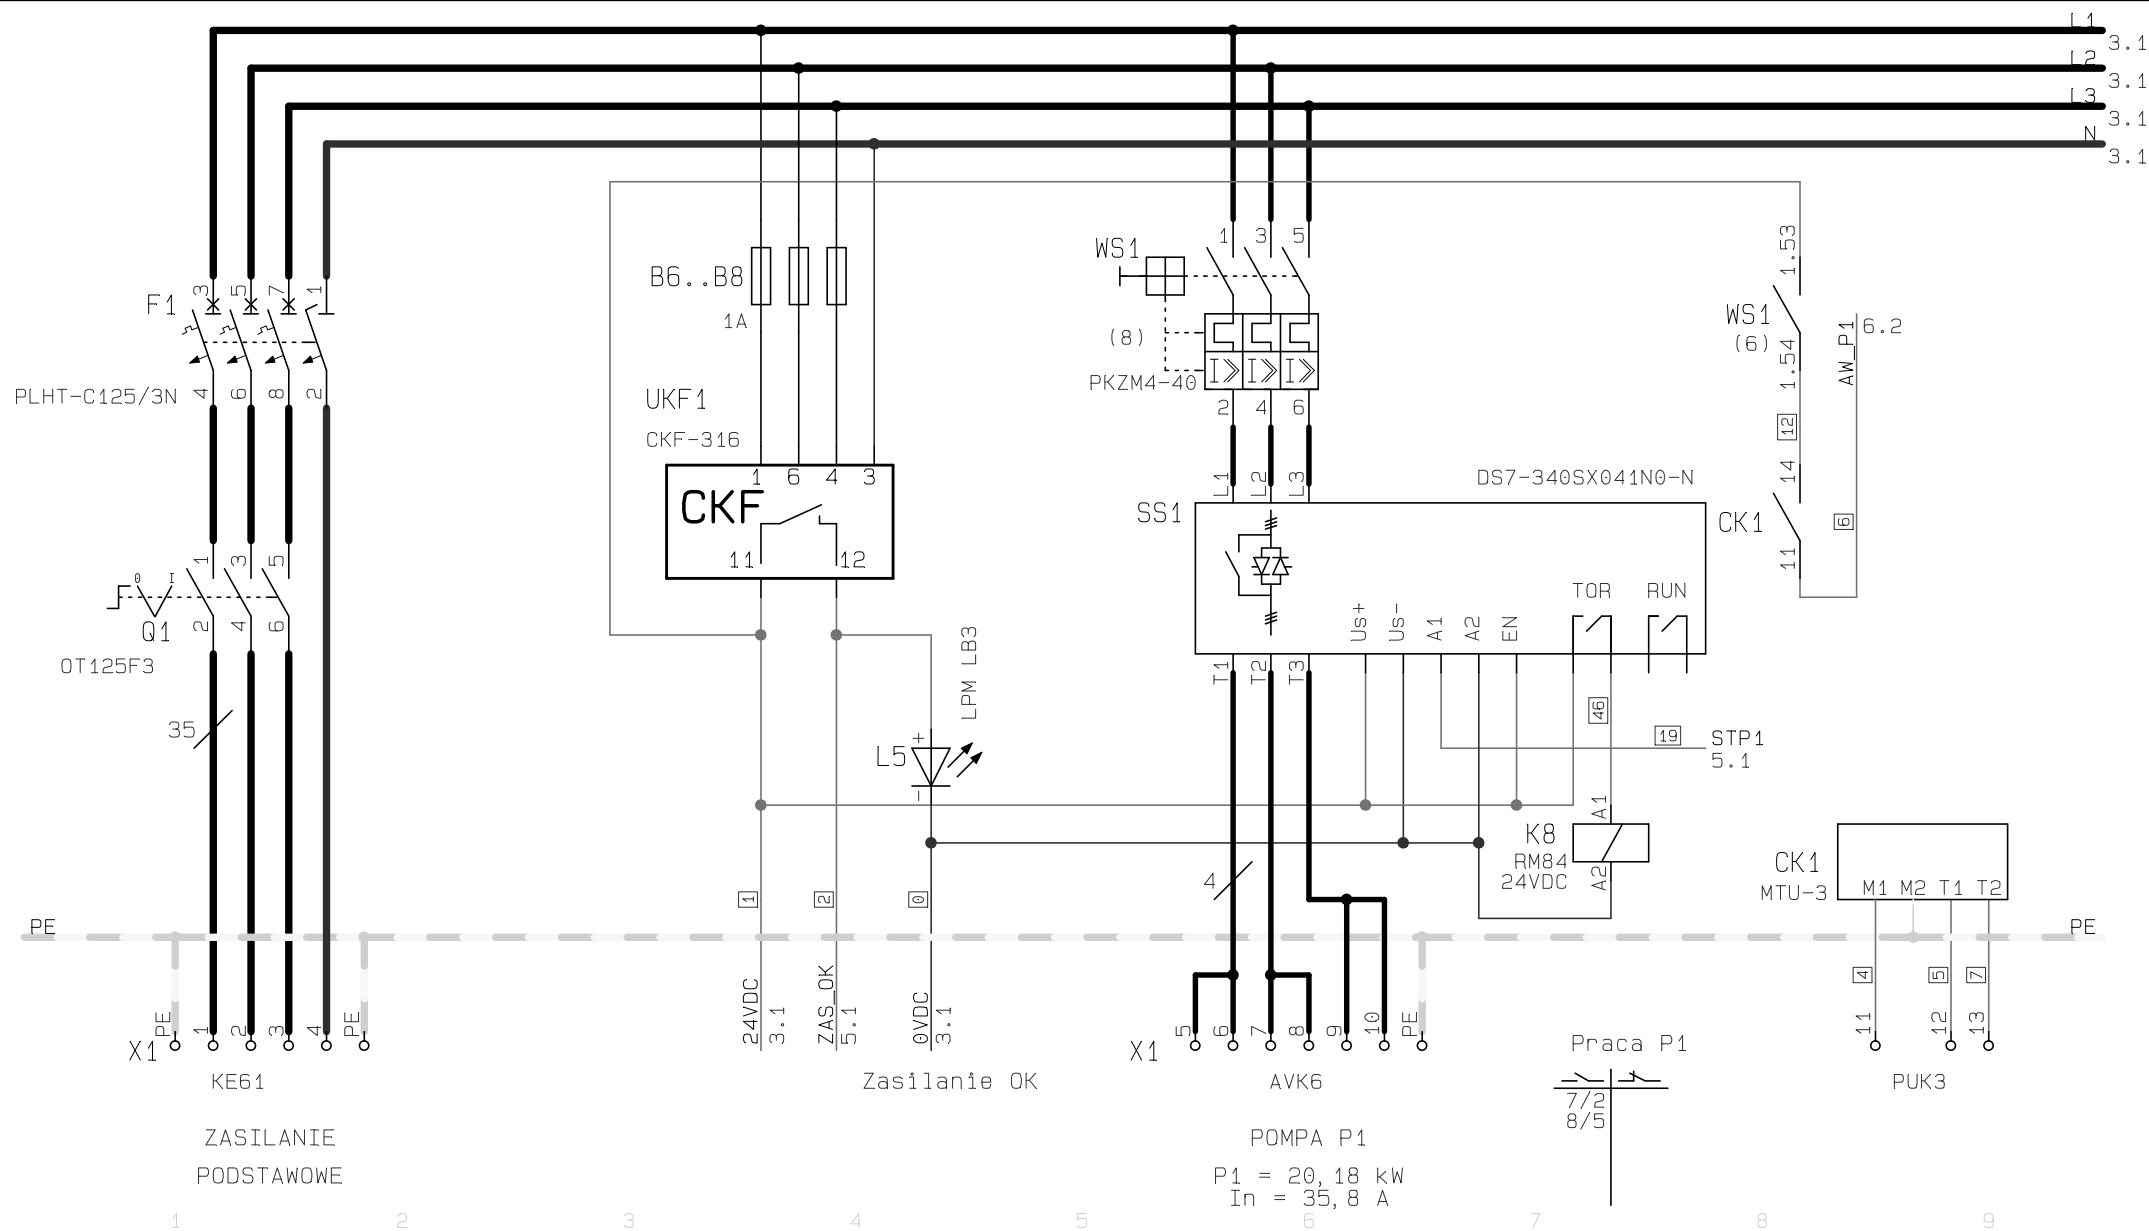 L1
3.1
L2
3.1
L3
3.1
N
3.1
F1
3
5
7
1
PLHT-C125/3N
4
6
8
2
B6..B8
1A
UKF1
CKF-316
1
6
4
3
CKF
11
12
WS1
1
3
5
(8)
PKZM4-40
I
I
I
2
4
6
L1
L2
L3
SS1
DS7-340SX041N0-N
TOR
RUN
Us+
Us-
A1
A2
EN
T1
T2
T3
1.53
WS1
(6)
1.54
12
14
CK1
11
AW_P1
6.2
6
0
I
1
3
5
Q1
2
4
6
OT125F3
35
LPM LB3
L5
+
-
46
19
STP1
5.1
K8
RM84
24VDC
A1
A2
CK1
MTU-3
M1
M2
T1
T2
4
1
2
0
PE
PE
4
5
7
PE
1
2
3
4
PE
X1
KE61
24VDC
3.1
ZAS_OK
5.1
0VDC
3.1
Zasilanie OK
X1
5
6
7
8
9
10
PE
AVK6
Praca P1
7/2
8/5
11
12
13
PUK3
ZASILANIE
PODSTAWOWE
POMPA P1
P1 = 20,18 kW
In = 35,8 A
1
2
3
4
5
6
7
8
9